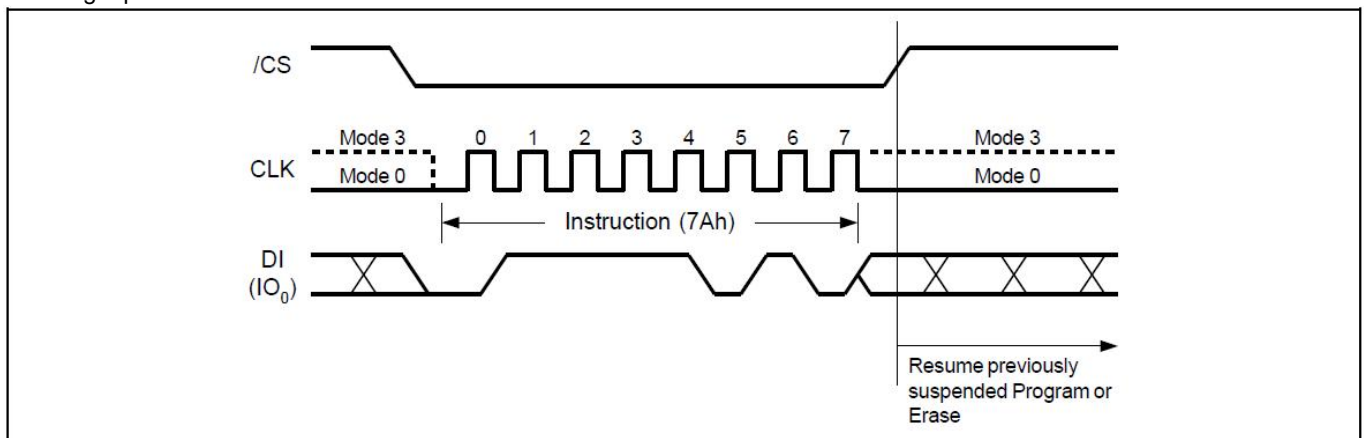 /CS
Mode 3 0 1 2 3 4 5 6 7 Mode 3
CLK
Mode 0 Mode 0
Instruction (7Ah)
DI
(IO₀)
Resume previously
suspended Program or
Erase